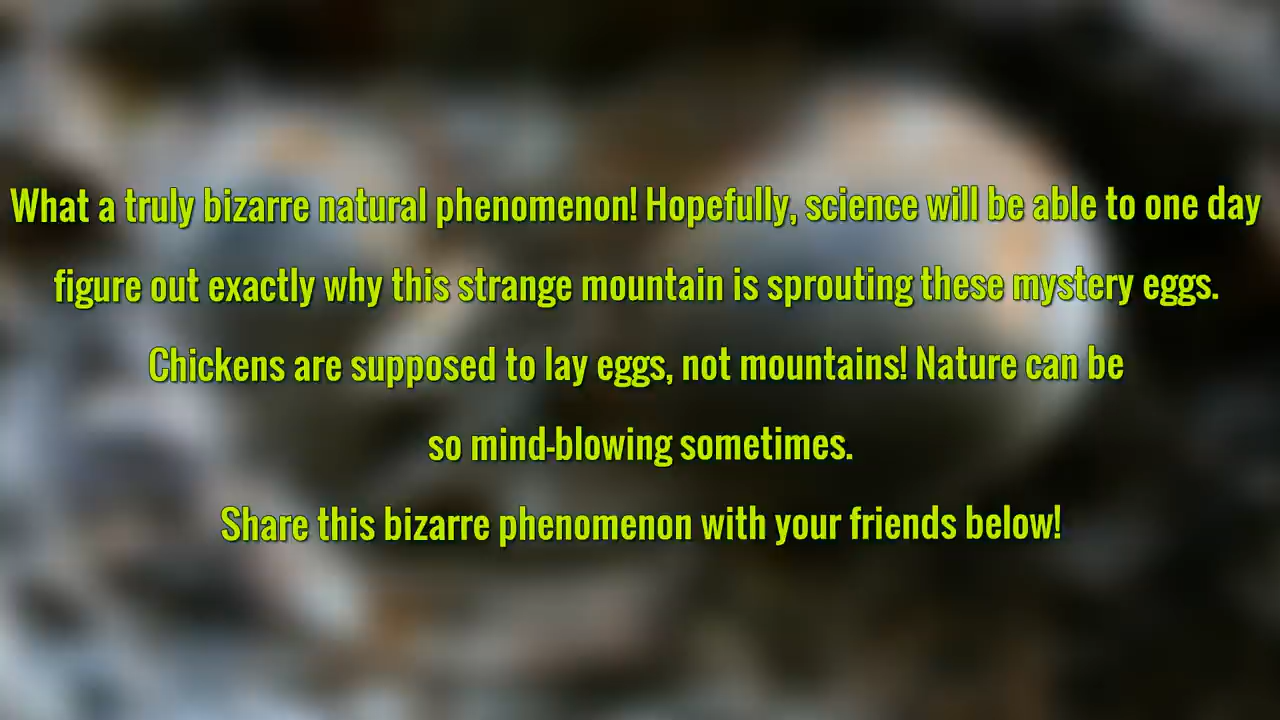 What a truly bizarre natural phenomenon! Hopefully, science will be able to one day
figure out exactly why this strange mountain is sprouting these mystery eggs.
Chickens are supposed to lay eggs, not mountains! Nature can be
so mind-blowing sometimes.
Share this bizarre phenomenon with your friends below!